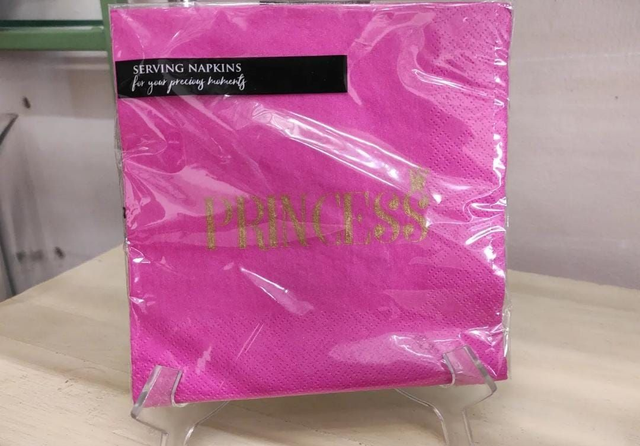 SERVING NAPKINS
for your precious moments
PRINCESS